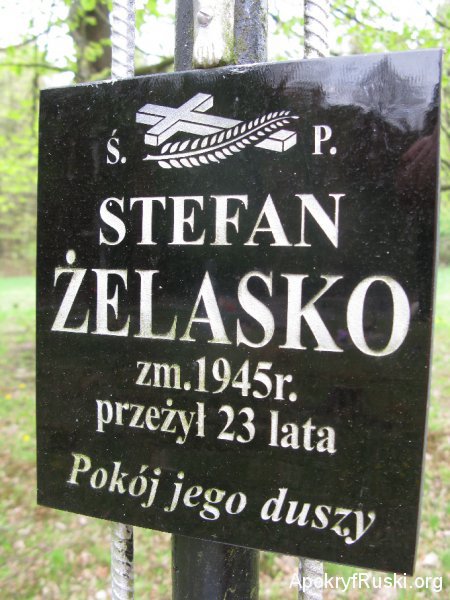 Ś. P.
STEFAN
ŻELASKO
zm.1945r.
przeżył 23 lata
Pokój jego duszy
ApokryfRuski.org